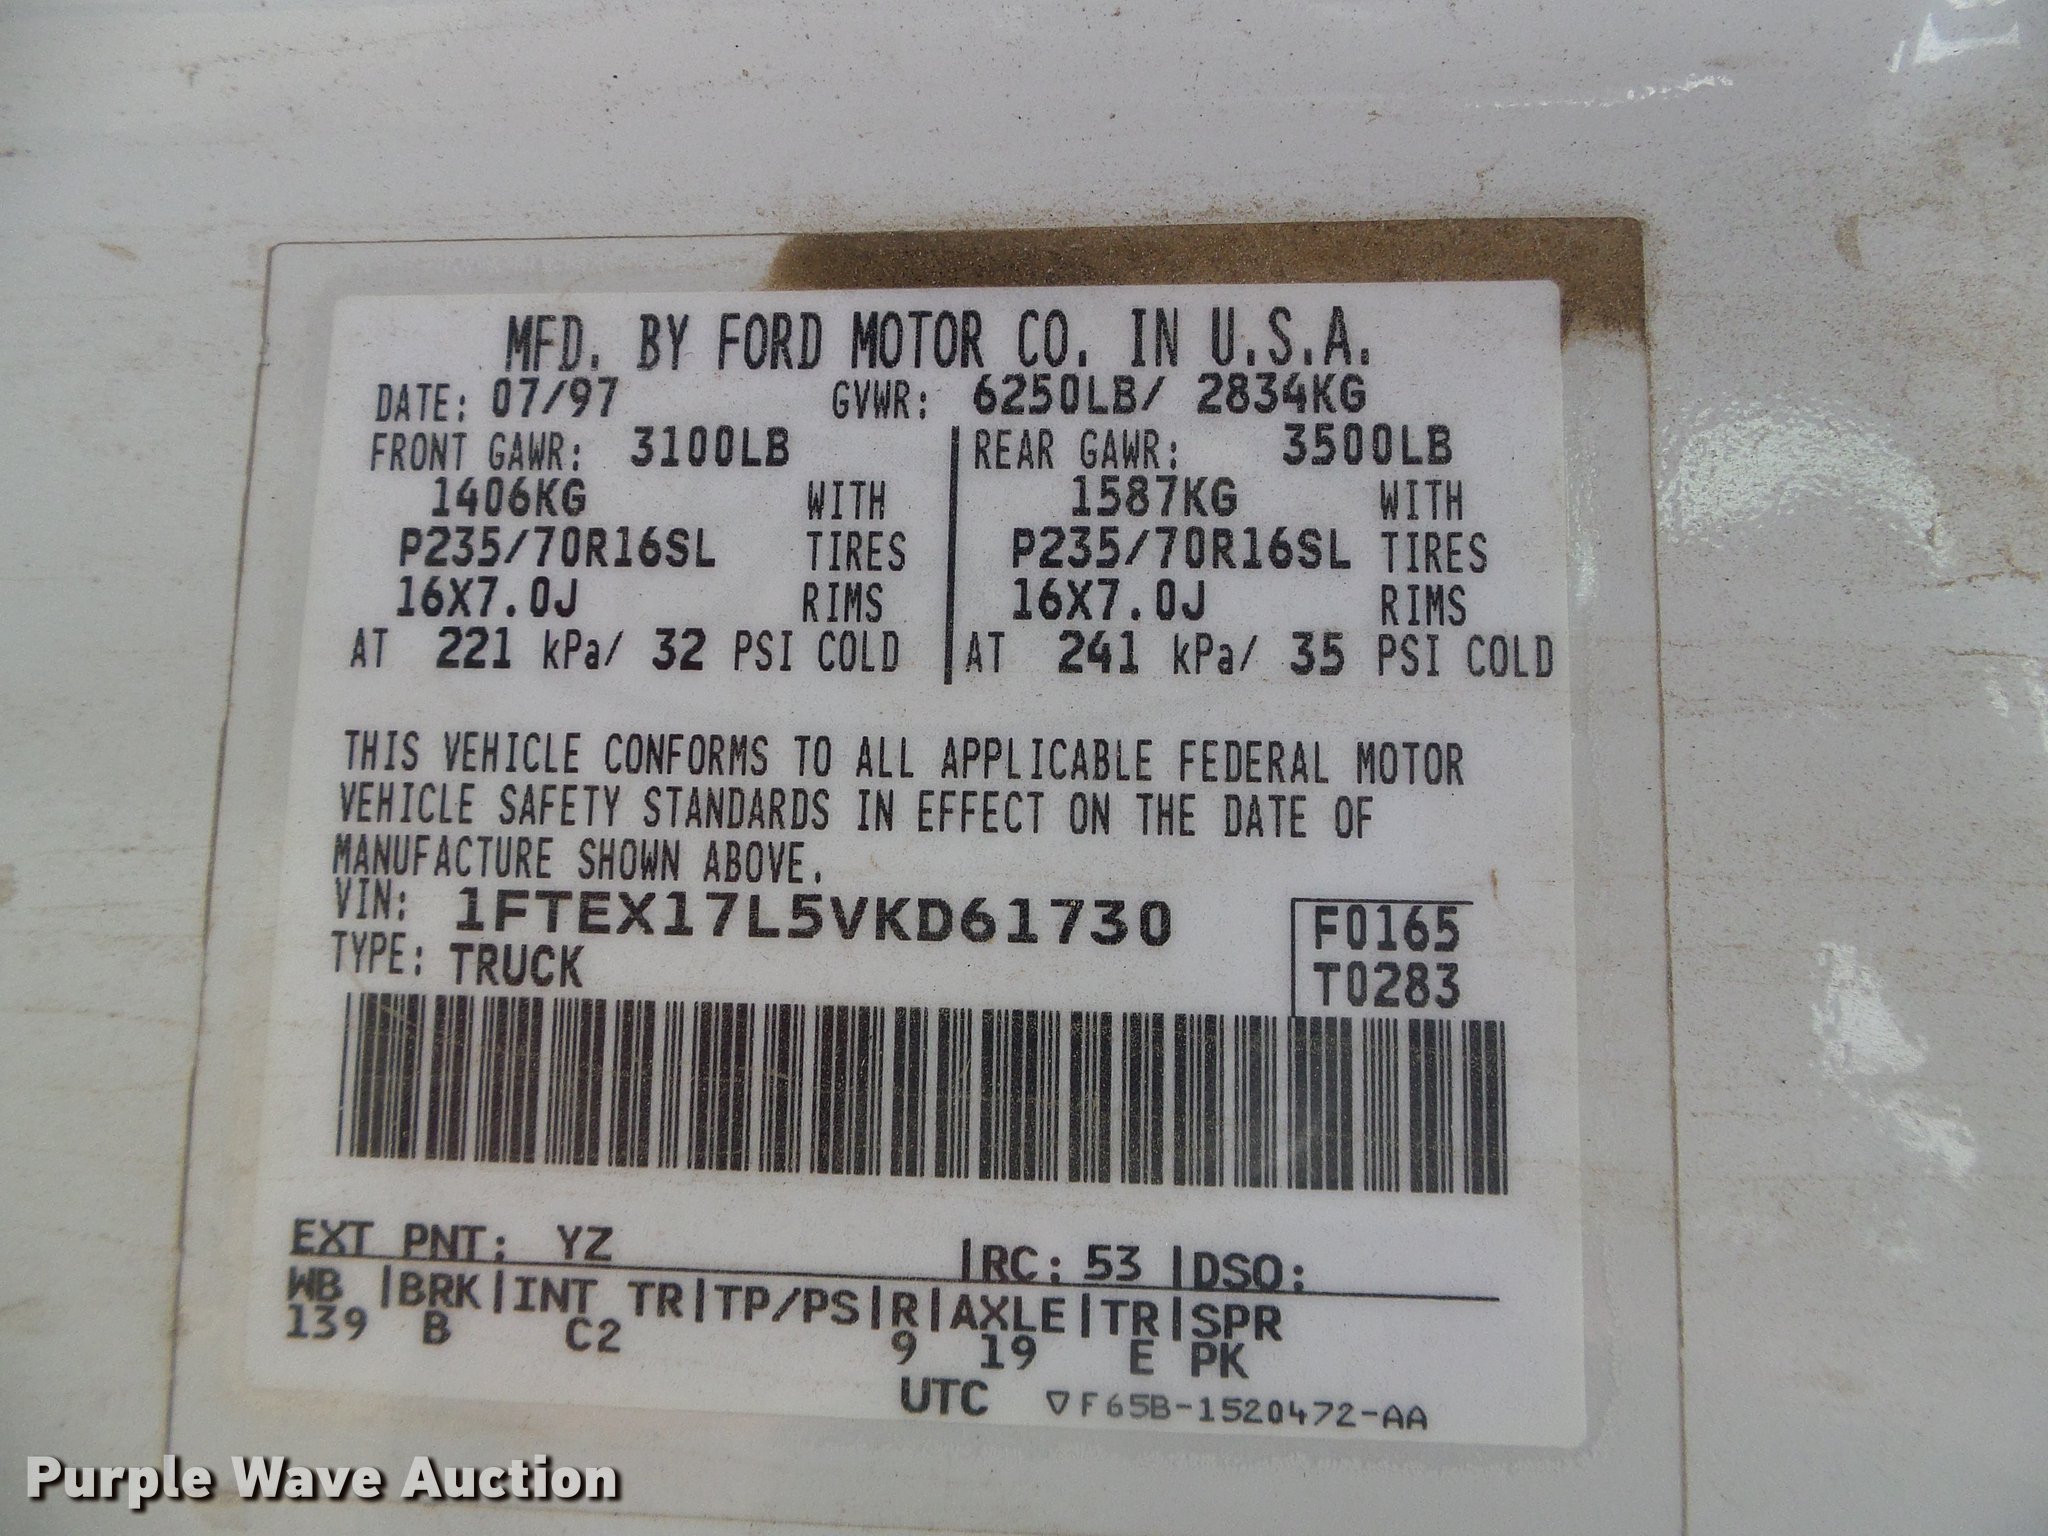 MFD. BY FORD MOTOR CO. IN U.S.A.
DATE: 07/97 GVWR: 6250LB/ 2834KG
FRONT GAWR: 3100LB REAR GAWR: 3500LB
1406KG WITH 1587KG WITH
P235/70R16SL TIRES P235/70R16SL TIRES
16X7.0J RIMS 16X7.0J RIMS
AT 221 kPa/ 32 PSI COLD AT 241 kPa/ 35 PSI COLD
THIS VEHICLE CONFORMS TO ALL APPLICABLE FEDERAL MOTOR
VEHICLE SAFETY STANDARDS IN EFFECT ON THE DATE OF
MANUFACTURE SHOWN ABOVE.
VIN: 1FTEX17L5VKD61730 F0165
TYPE: TRUCK T0283
EXT PNT: YZ |RC: 53 |DSO:
WB |BRK|INT TR|TP/PS|R|AXLE|TR|SPR
139 B C2 9 19 E PK
UTC ▽F65B-1520472-AA
Purple Wave Auction